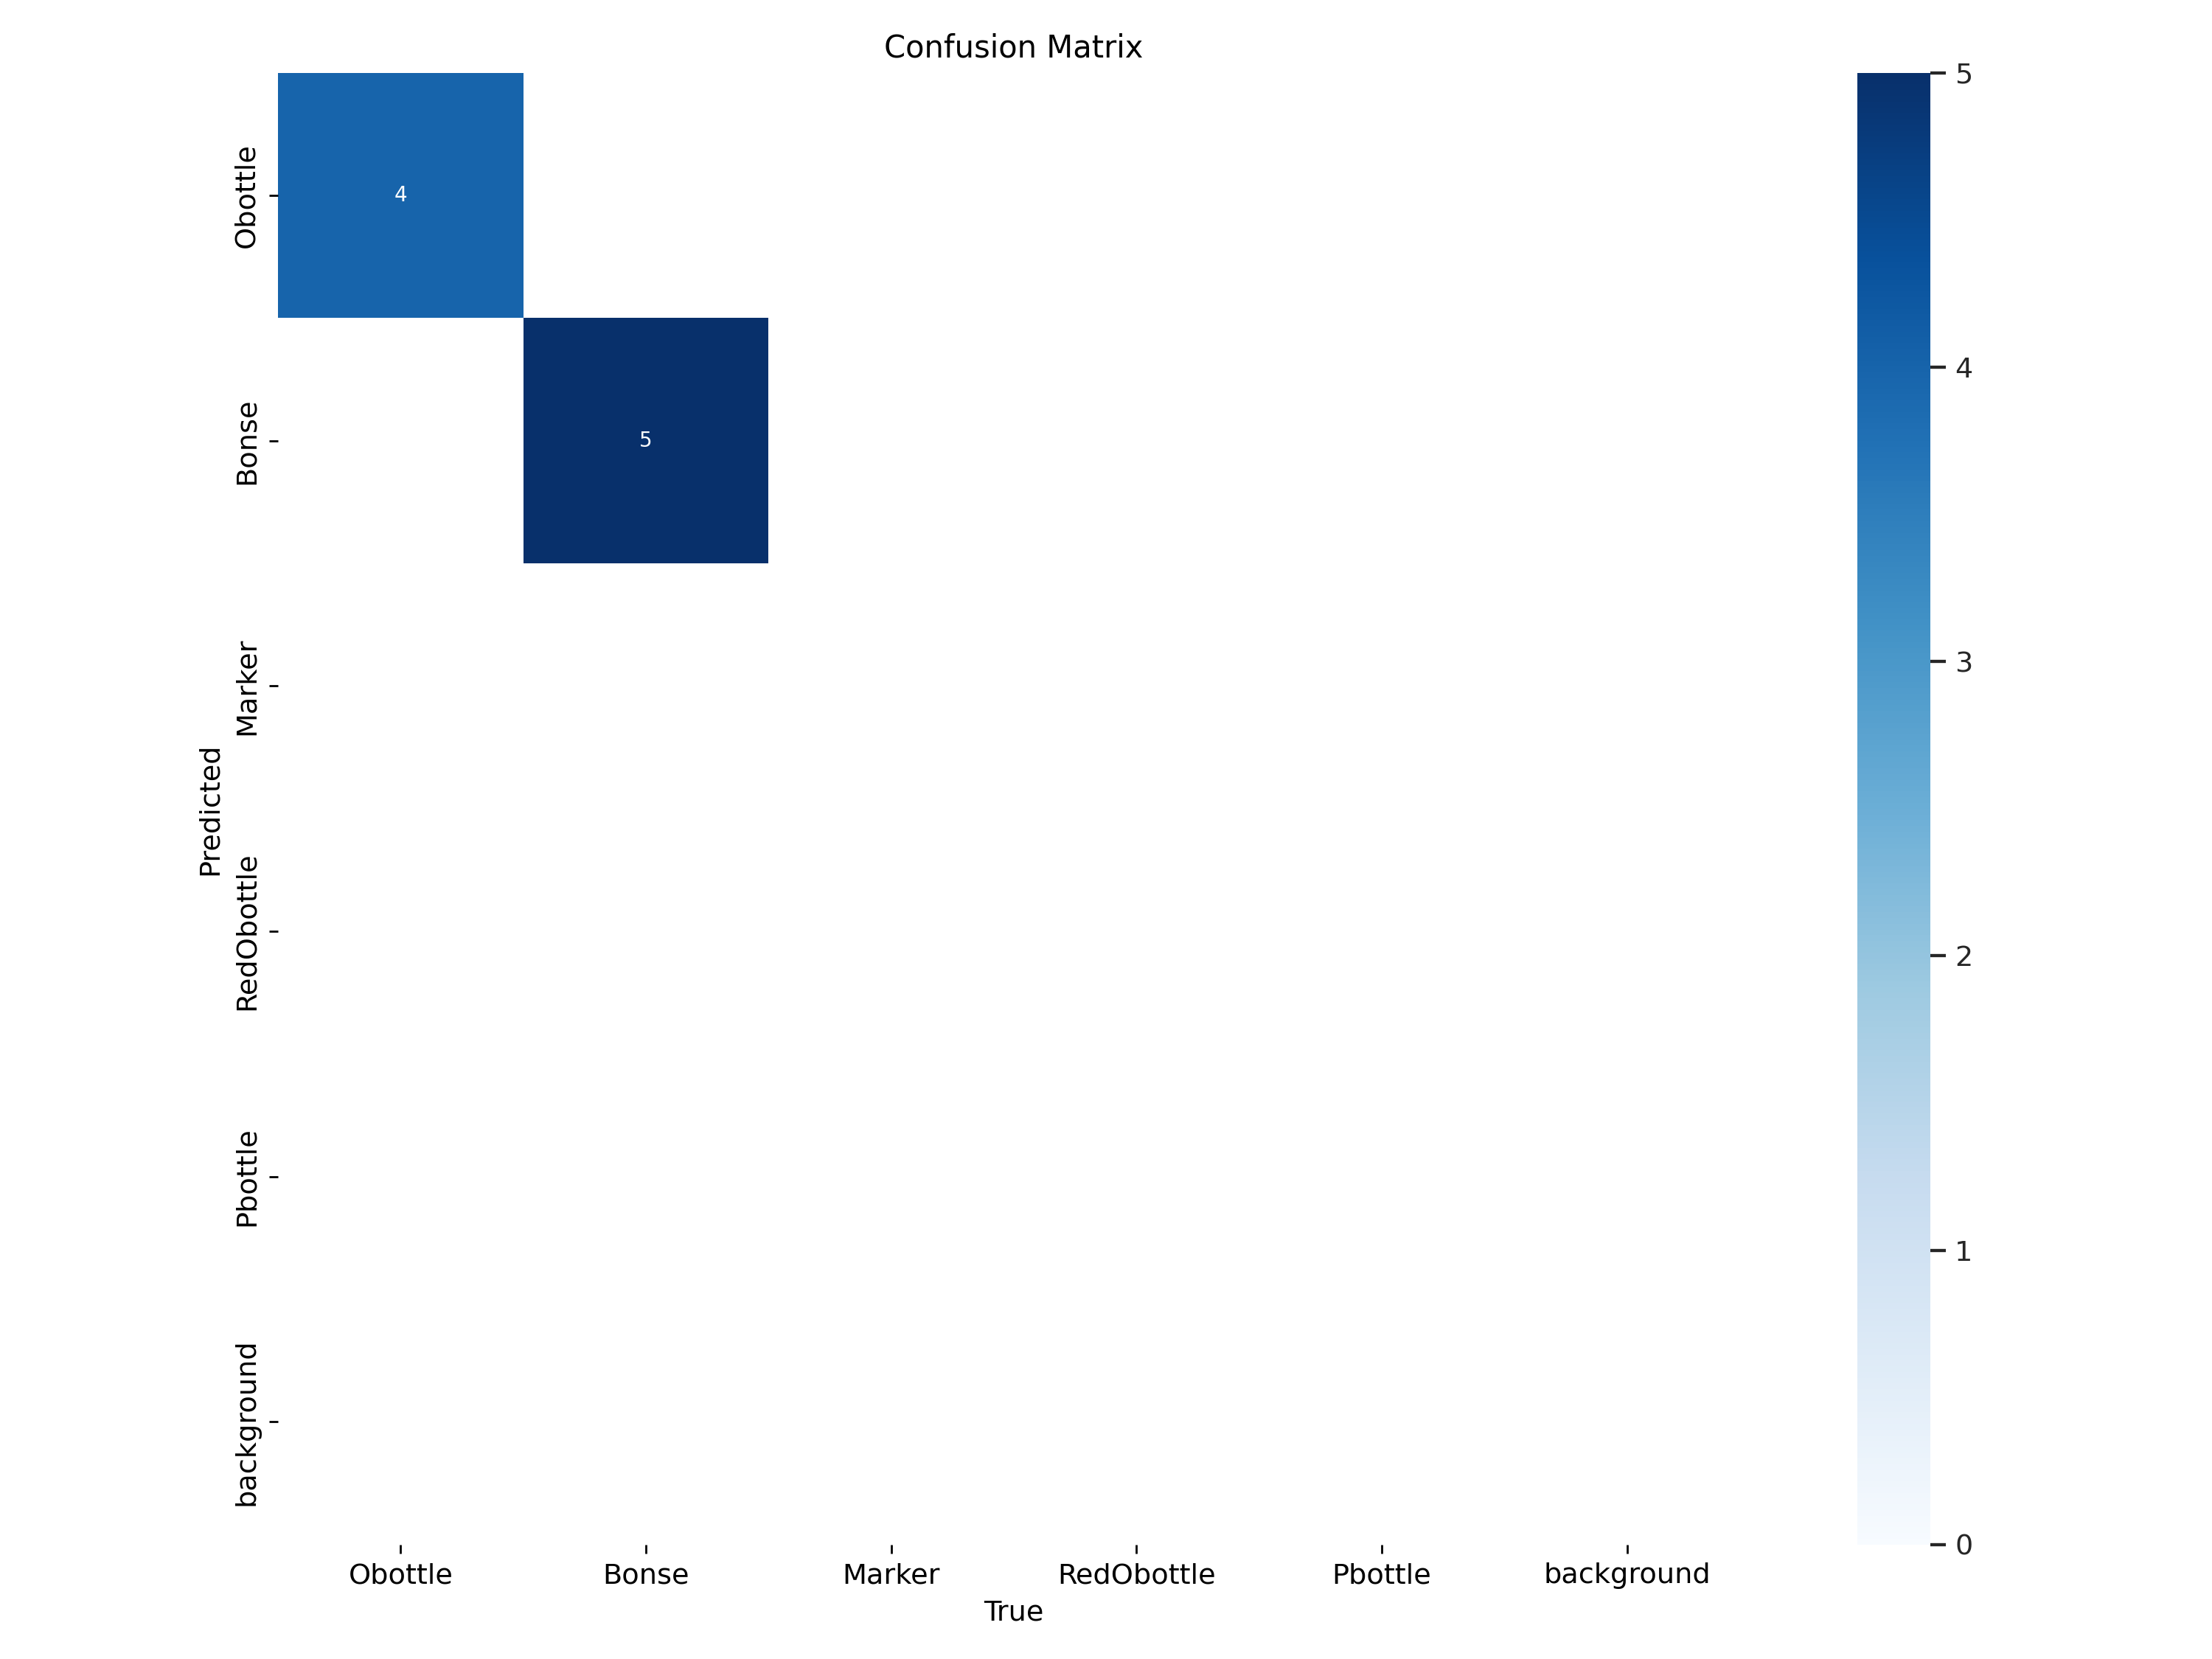 Confusion Matrix
Predicted
Obottle
4
Bonse
5
Marker
RedObottle
Pbottle
background
Obottle Bonse Marker RedObottle Pbottle background
True
5
4
3
2
1
0